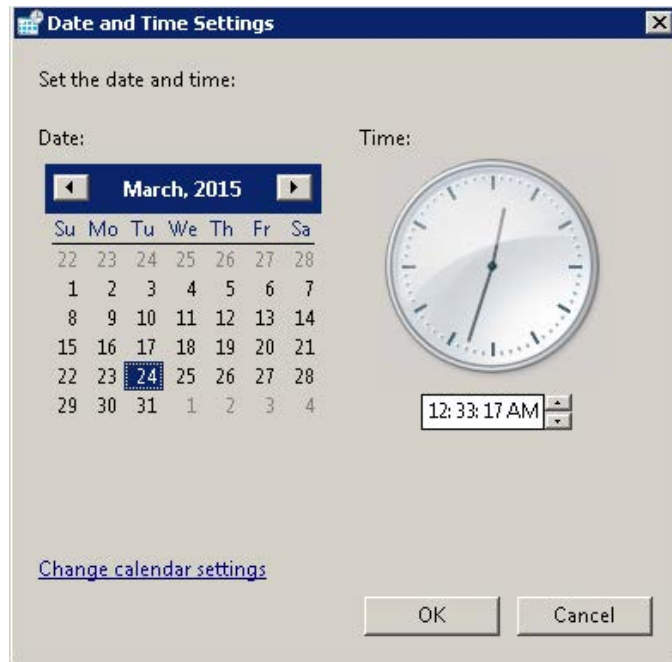 Date and Time Settings
Set the date and time:
Date:
Time:
March, 2015
Su Mo Tu We Th Fr Sa
22 23 24 25 26 27 28
1 2 3 4 5 6 7
8 9 10 11 12 13 14
15 16 17 18 19 20 21
22 23 24 25 26 27 28
29 30 31 1 2 3 4
12:33:17 AM
Change calendar settings
OK
Cancel